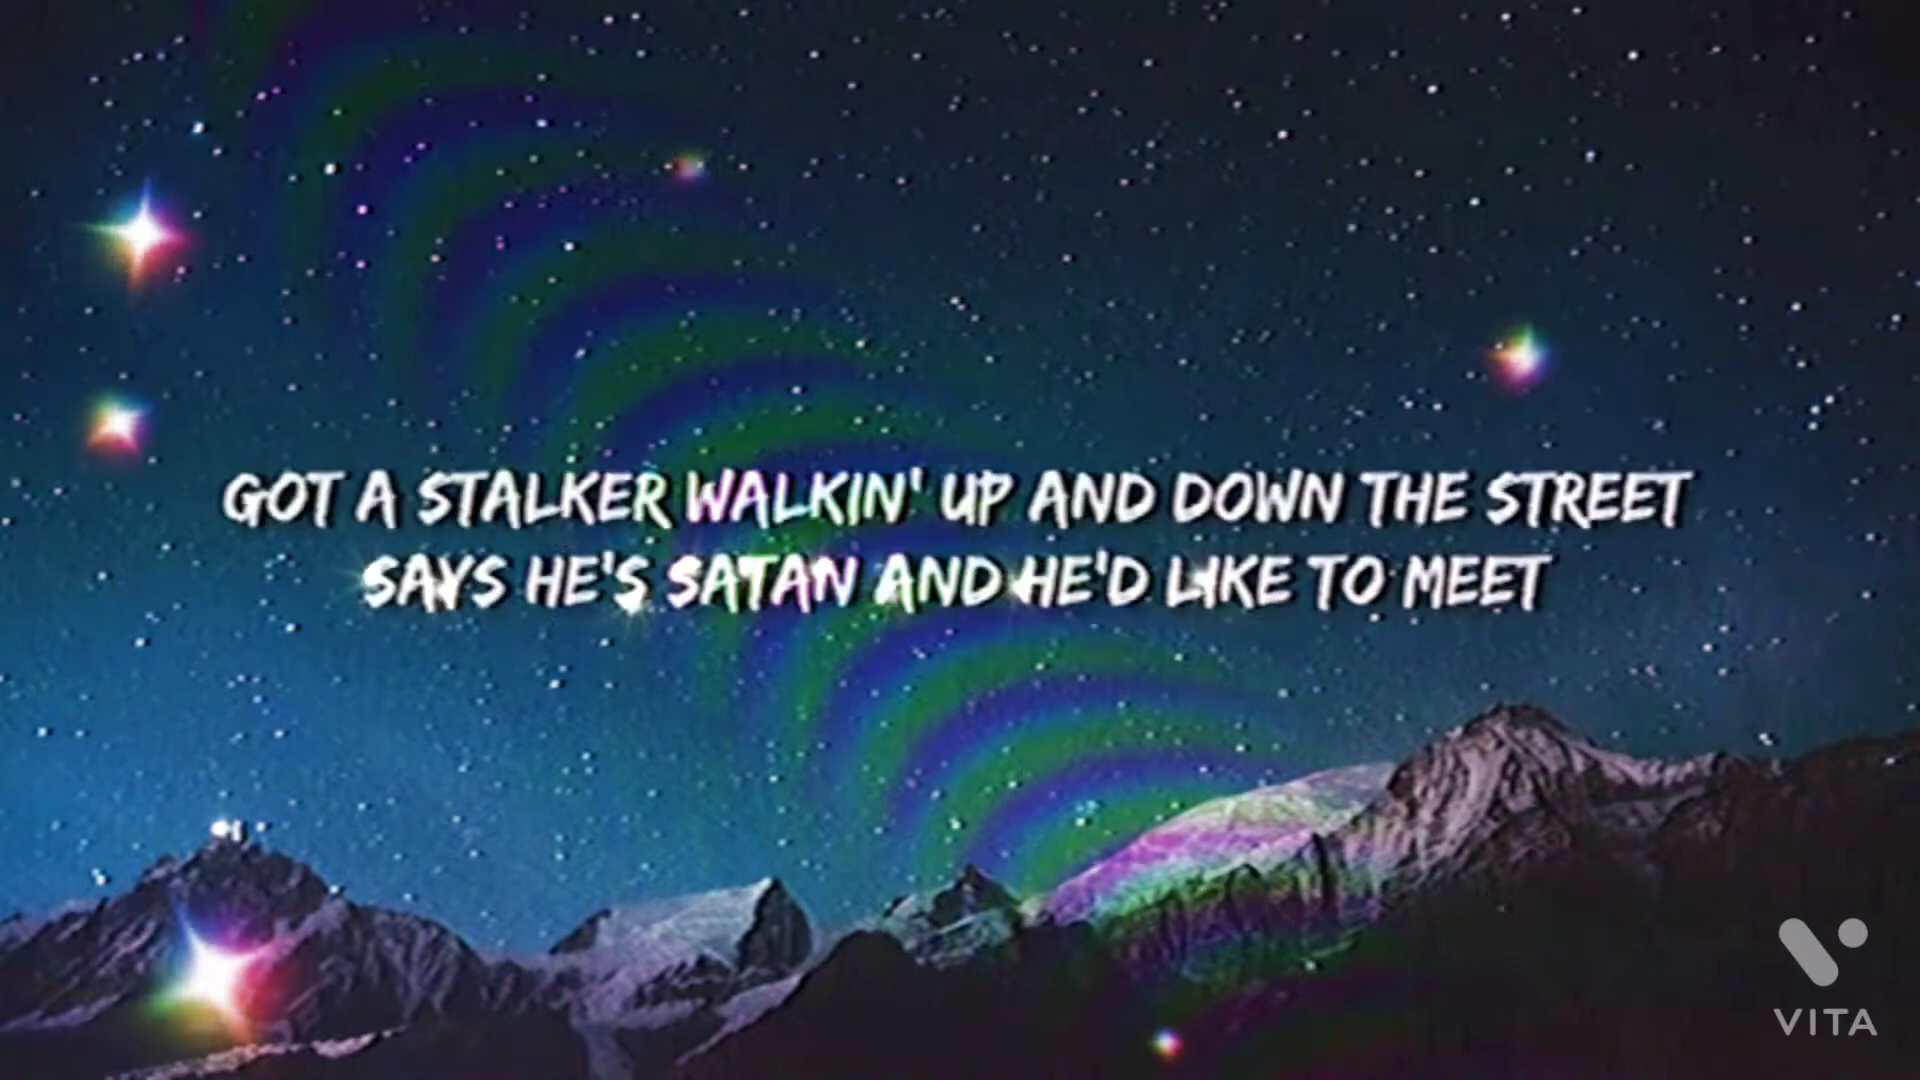 GOT A STALKER WALKIN' UP AND DOWN THE STREET
SAYS HE'S SATAN AND HE'D LIKE TO MEET
VITA